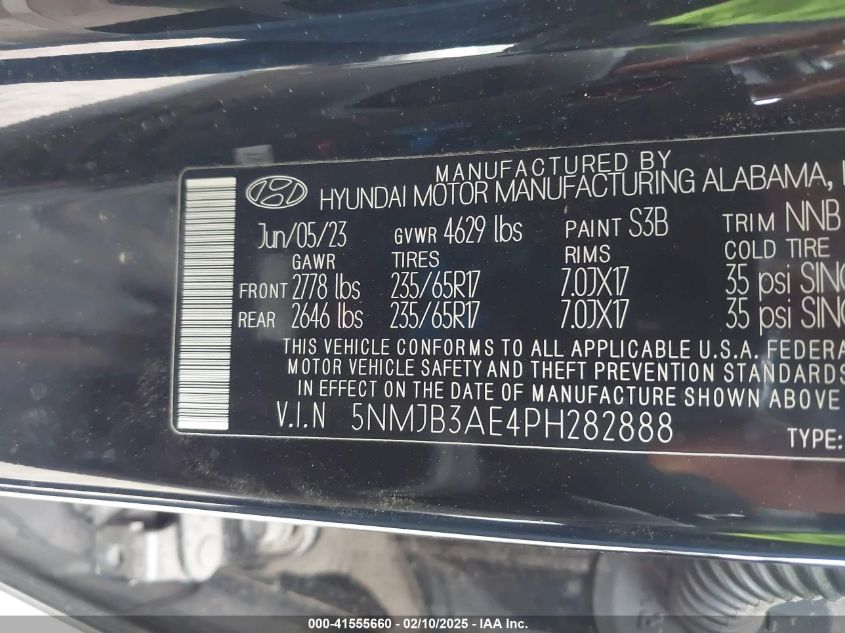 MANUFACTURED BY
HYUNDAI MOTOR MANUFACTURING ALABAMA,
Jun/05/23 GVWR 4629 lbs PAINT S3B TRIM NNB
GAWR TIRES RIMS COLD TIRE
FRONT 2778 lbs 235/65R17 7.0JX17 35 psi SING
REAR 2646 lbs 235/65R17 7.0JX17 35 psi SING
THIS VEHICLE CONFORMS TO ALL APPLICABLE U.S.A. FEDERA
MOTOR VEHICLE SAFETY AND THEFT PREVENTION STANDARDS
IN EFFECT ON THE DATE OF MANUFACTURE SHOWN ABOVE
V.I.N 5NMJB3AE4PH282888
TYPE:
000-41555660 - 02/10/2025 - IAA Inc.